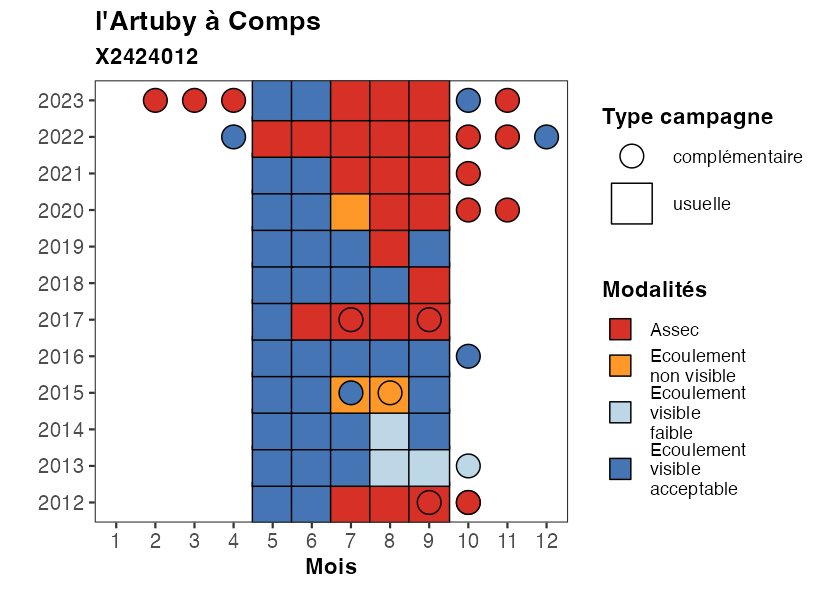 l'Artuby à Comps
X2424012
2023
2022
2021
2020
2019
2018
2017
2016
2015
2014
2013
2012
1 2 3 4 5 6 7 8 9 10 11 12
Mois
Type campagne
complémentaire
usuelle
Modalités
Assec
Ecoulement
non visible
Ecoulement
visible
faible
Ecoulement
visible
acceptable